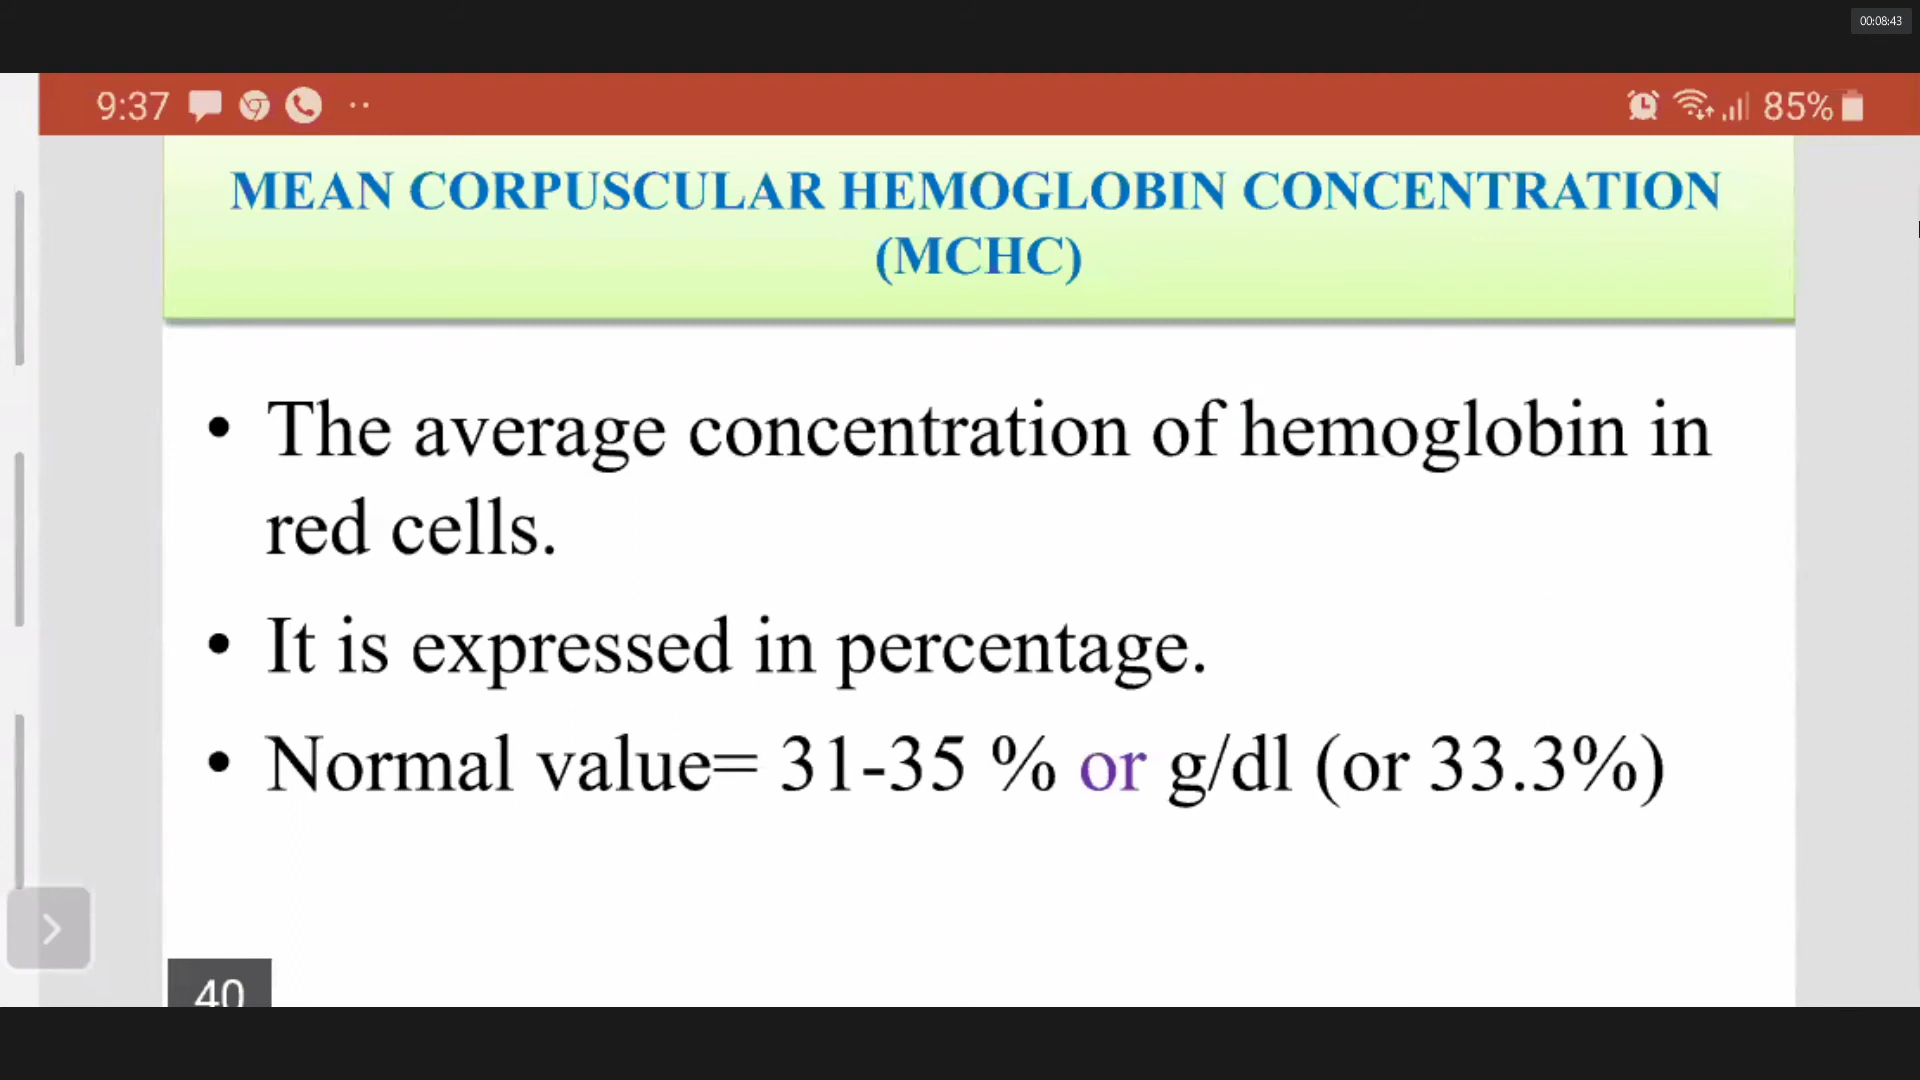 00:08:43
9:37
85%
MEAN CORPUSCULAR HEMOGLOBIN CONCENTRATION
(MCHC)
• The average concentration of hemoglobin in
red cells.
• It is expressed in percentage.
• Normal value= 31-35 % or g/dl (or 33.3%)
40